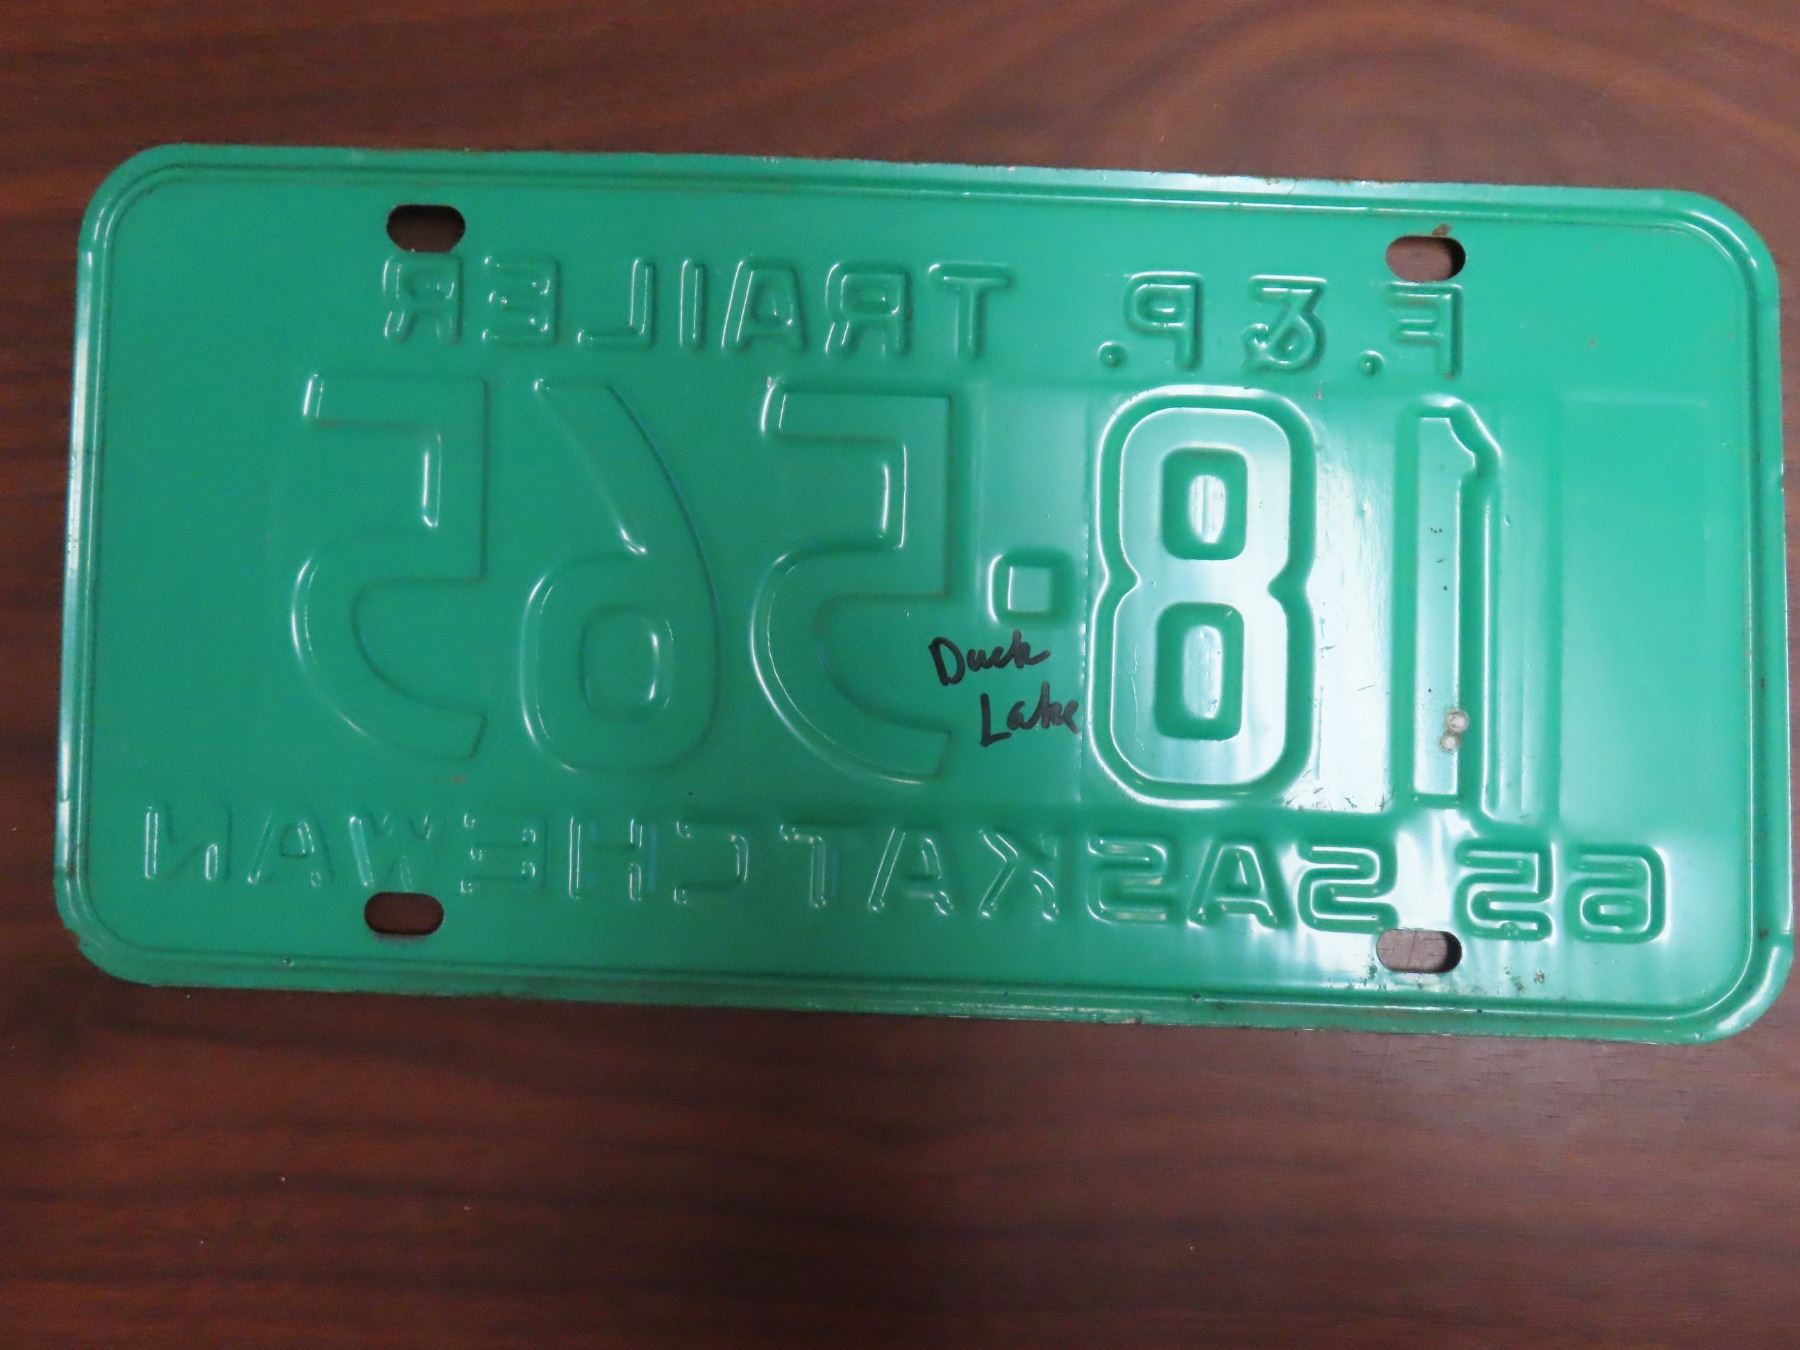 F. & P. TRAILER
18·565
Duck
Lake
65 SASKATCHEWAN